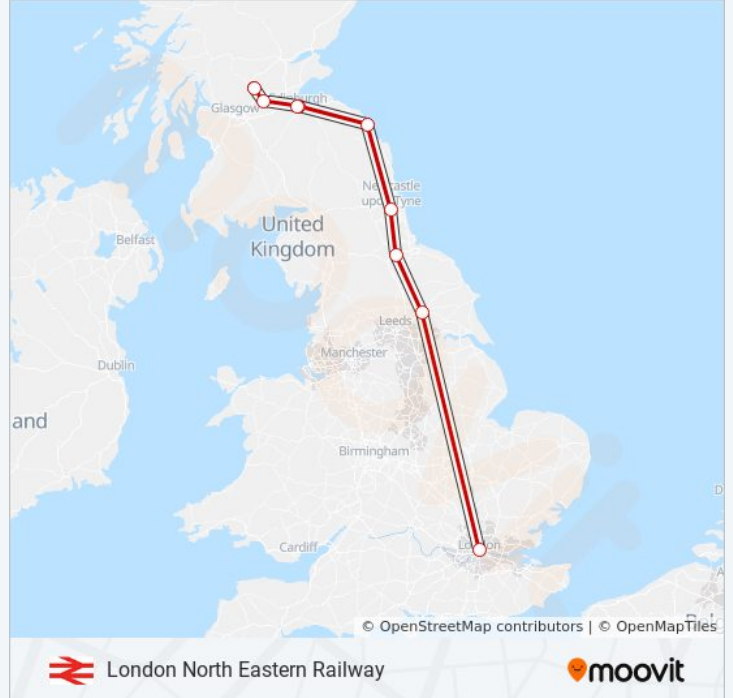 Edinburgh
Glasgow
Newcastle
upon Tyne
United
Kingdom
Belfast
Leeds
Manchester
Dublin
and
Birmingham
D
London
Cardiff
A
© OpenStreetMap contributors | © OpenMapTiles
London North Eastern Railway
moovit